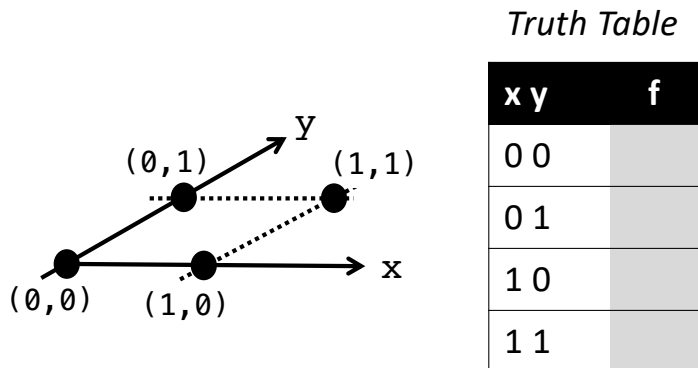 Truth Table
x y f
0 0
0 1
1 0
1 1
y
(0,1) (1,1)
x
(0,0) (1,0)